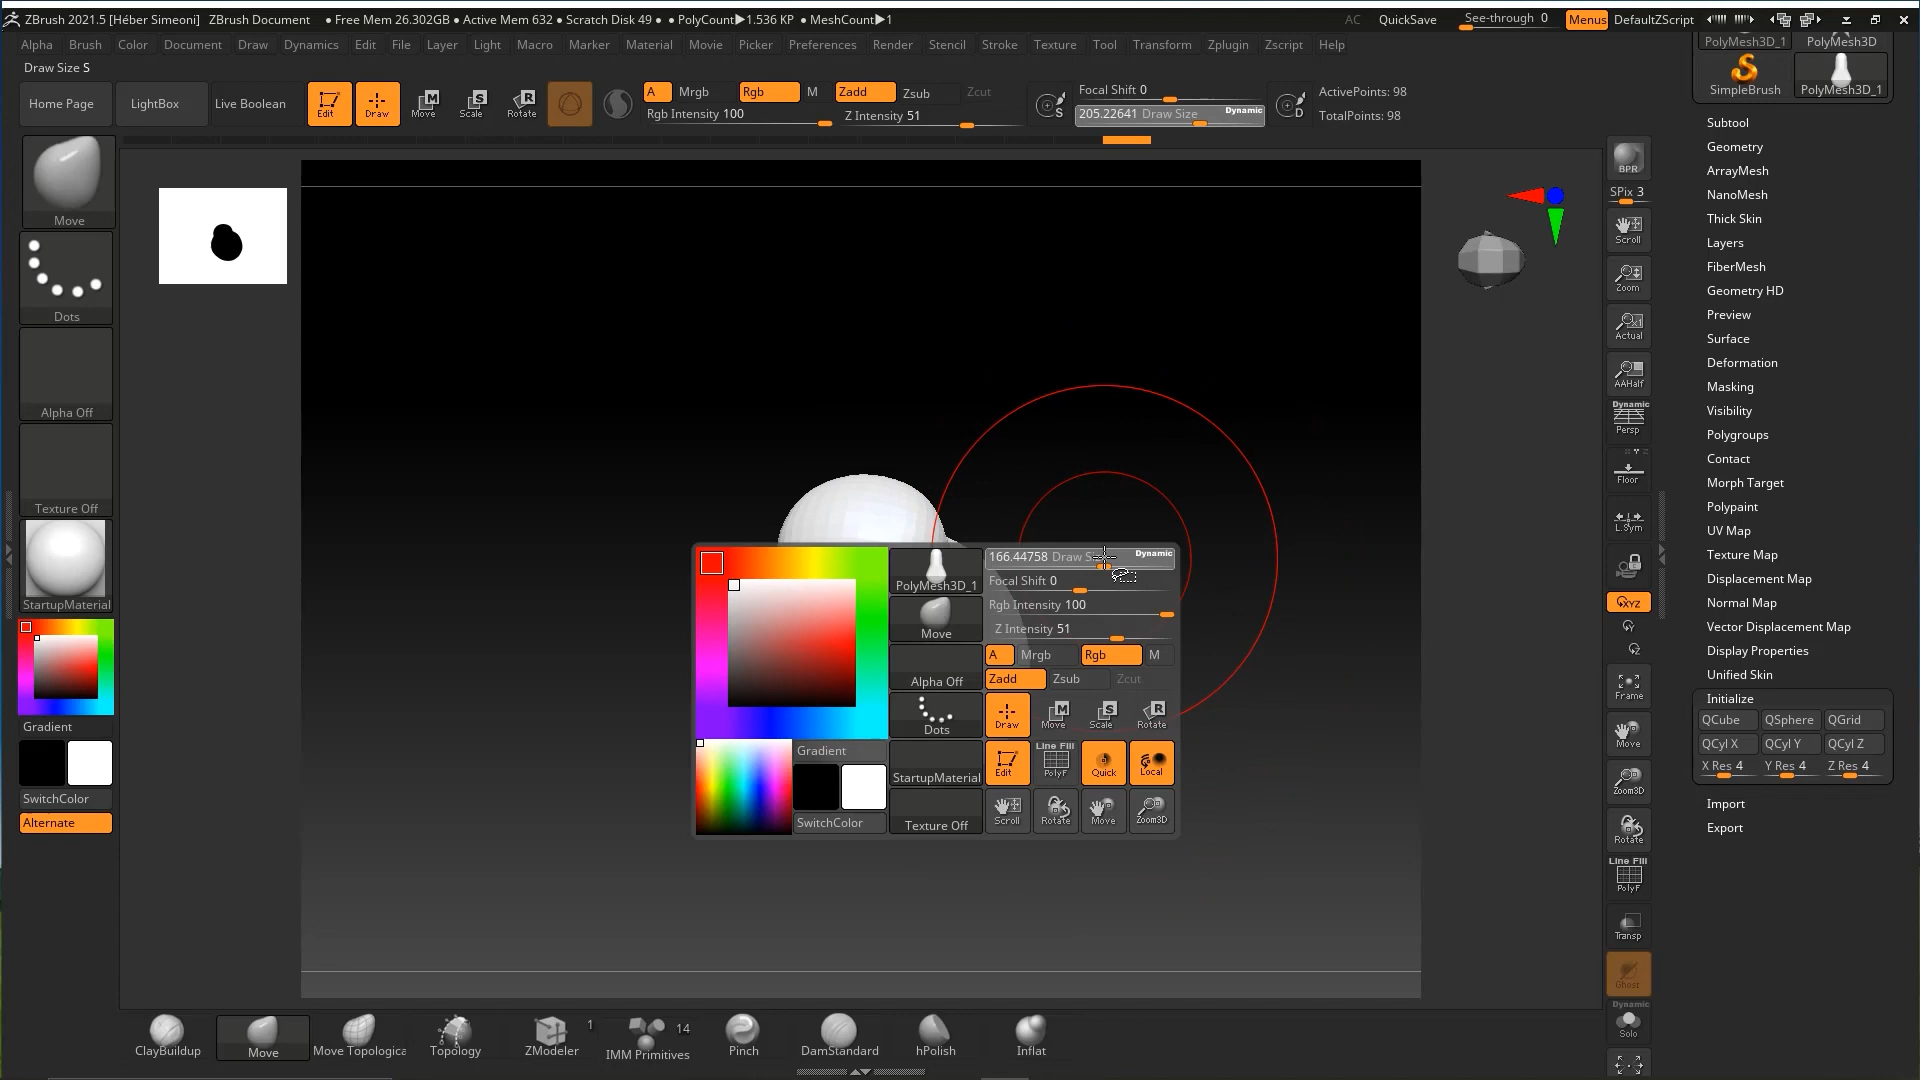 ZBrush 2021.5 [Héber Simeoni] ZBrush Document • Free Mem 26.302GB • Active Mem 632 • Scratch Disk 49 • • PolyCount▶1.536 KP • MeshCount▶1 AC QuickSave See-through 0 Menus DefaultZScript
Alpha Brush Color Document Draw Dynamics Edit File Layer Light Macro Marker Material Movie Picker Preferences Render Stencil Stroke Texture Tool Transform Zplugin Zscript Help
PolyMesh3D_1 PolyMesh3D
Draw Size S
SimpleBrush PolyMesh3D_1
Home Page LightBox Live Boolean Edit Draw Move Scale Rotate
A Mrgb Rgb M Zadd Zsub Zcut Focal Shift 0 ActivePoints: 98
Rgb Intensity 100 Z Intensity 51 S 205.22641 Draw Size Dynamic D TotalPoints: 98
Move
Dots
Alpha Off
Texture Off
StartupMaterial
Gradient
SwitchColor
Alternate
PolyMesh3D_1
Move
Alpha Off
Dots
StartupMaterial
Texture Off
Gradient
SwitchColor
166.44758 Draw S Dynamic
Focal Shift 0
Rgb Intensity 100
Z Intensity 51
A Mrgb Rgb M
Zadd Zsub Zcut
Draw Move Scale Rotate
Edit Line Fill PolyF Quick Local
Scroll Rotate Move Zoom3D
BPR
SPix 3
Scroll
Zoom
Actual
AAHalf
Dynamic
Persp
Floor
L.Sym
XYZ
Frame
Move
Zoom3D
Rotate
Line Fill
PolyF
Transp
Ghost
Dynamic
Solo
Subtool
Geometry
ArrayMesh
NanoMesh
Thick Skin
Layers
FiberMesh
Geometry HD
Preview
Surface
Deformation
Masking
Visibility
Polygroups
Contact
Morph Target
Polypaint
UV Map
Texture Map
Displacement Map
Normal Map
Vector Displacement Map
Display Properties
Unified Skin
Initialize
QCube QSphere QGrid
QCyl X QCyl Y QCyl Z
X Res 4 Y Res 4 Z Res 4
Import
Export
1 14
ClayBuildup Move Move Topologica Topology ZModeler IMM Primitives Pinch DamStandard hPolish Inflat